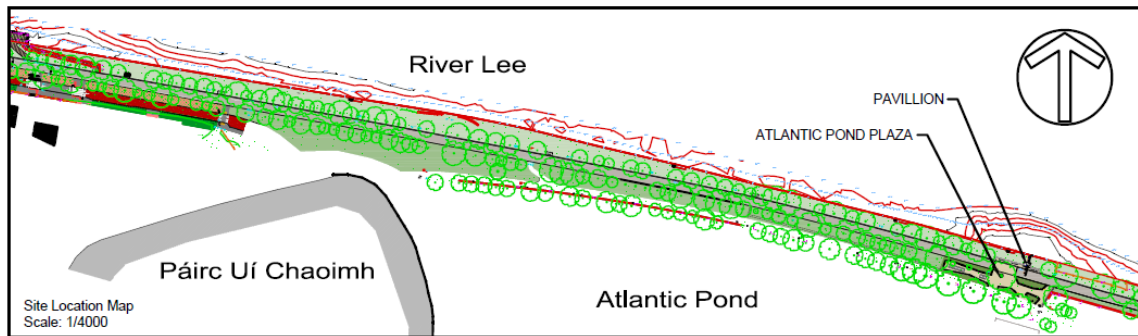 River Lee
PAVILLION
ATLANTIC POND PLAZA
Páirc Uí Chaoimh
Atlantic Pond
Site Location Map
Scale: 1/4000